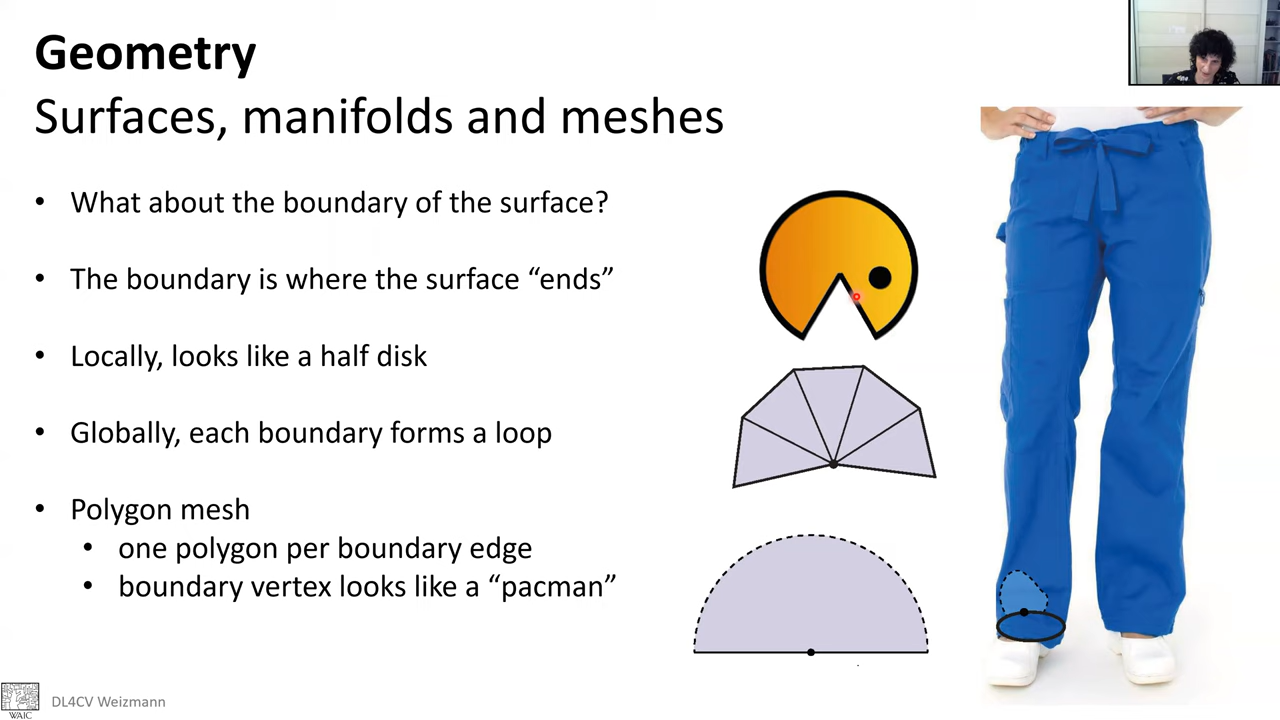 Geometry
Surfaces, manifolds and meshes
• What about the boundary of the surface?
• The boundary is where the surface “ends”
• Locally, looks like a half disk
• Globally, each boundary forms a loop
• Polygon mesh
• one polygon per boundary edge
• boundary vertex looks like a “pacman”
WAIC
DL4CV Weizmann